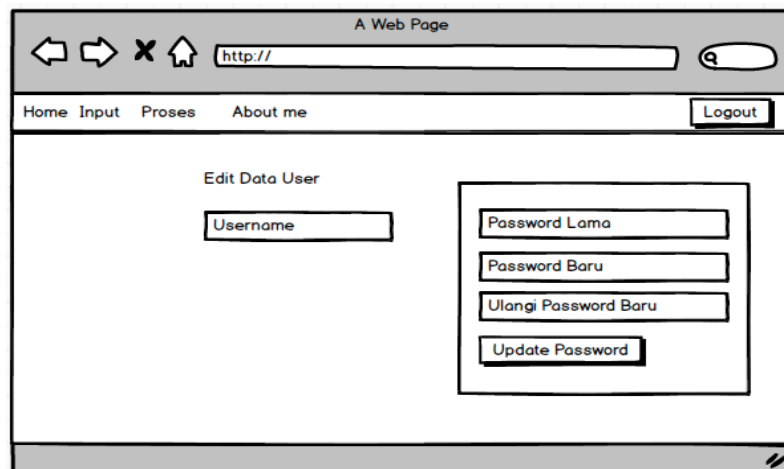 A Web Page
http://
Home Input Proses About me Logout
Edit Data User
Username
Password Lama
Password Baru
Ulangi Password Baru
Update Password